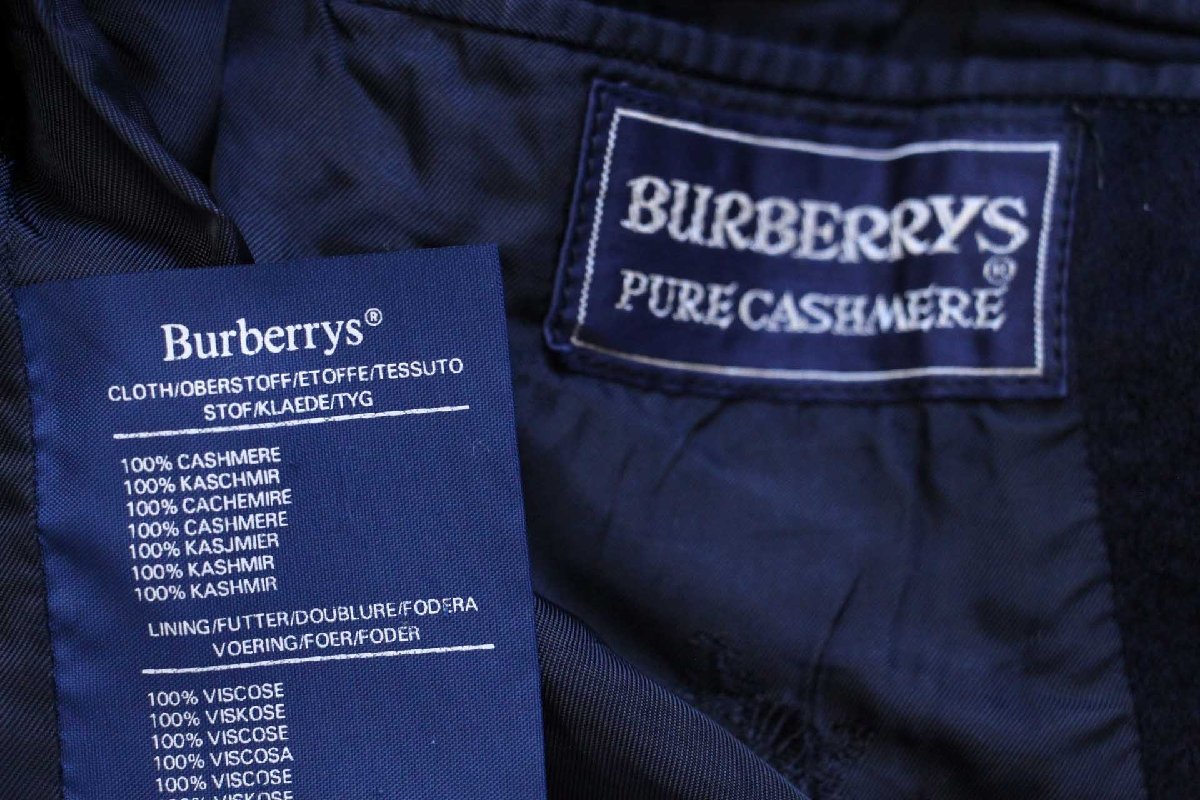 Burberrys®
CLOTH/OBERSTOFF/ETOFFE/TESSUTO
STOF/KLAEDE/TYG
100% CASHMERE
100% KASCHMIR
100% CACHEMIRE
100% CASHMERE
100% KASJMIER
100% KASHMIR
100% KASHMIR
LINING/FUTTER/DOUBLURE/FODERA
VOERING/FOER/FODER
100% VISCOSE
100% VISKOSE
100% VISCOSE
100% VISCOSA
100% VISCOSE
100% VISKOSE
BURBERRYS®
PURE CASHMERE